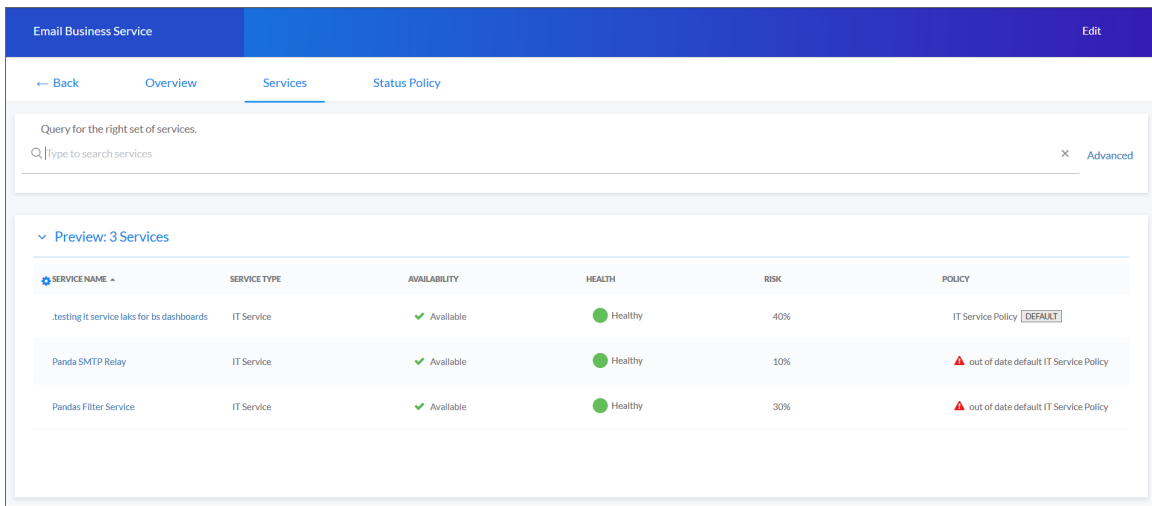 Email Business Service Edit
← Back Overview Services Status Policy
Query for the right set of services.
Type to search services × Advanced
Preview: 3 Services
SERVICE NAME SERVICE TYPE AVAILABILITY HEALTH RISK POLICY
.testing it service laks for bs dashboards IT Service Available Healthy 40% IT Service Policy DEFAULT
Panda SMTP Relay IT Service Available Healthy 10% out of date default IT Service Policy
Pandas Filter Service IT Service Available Healthy 30% out of date default IT Service Policy